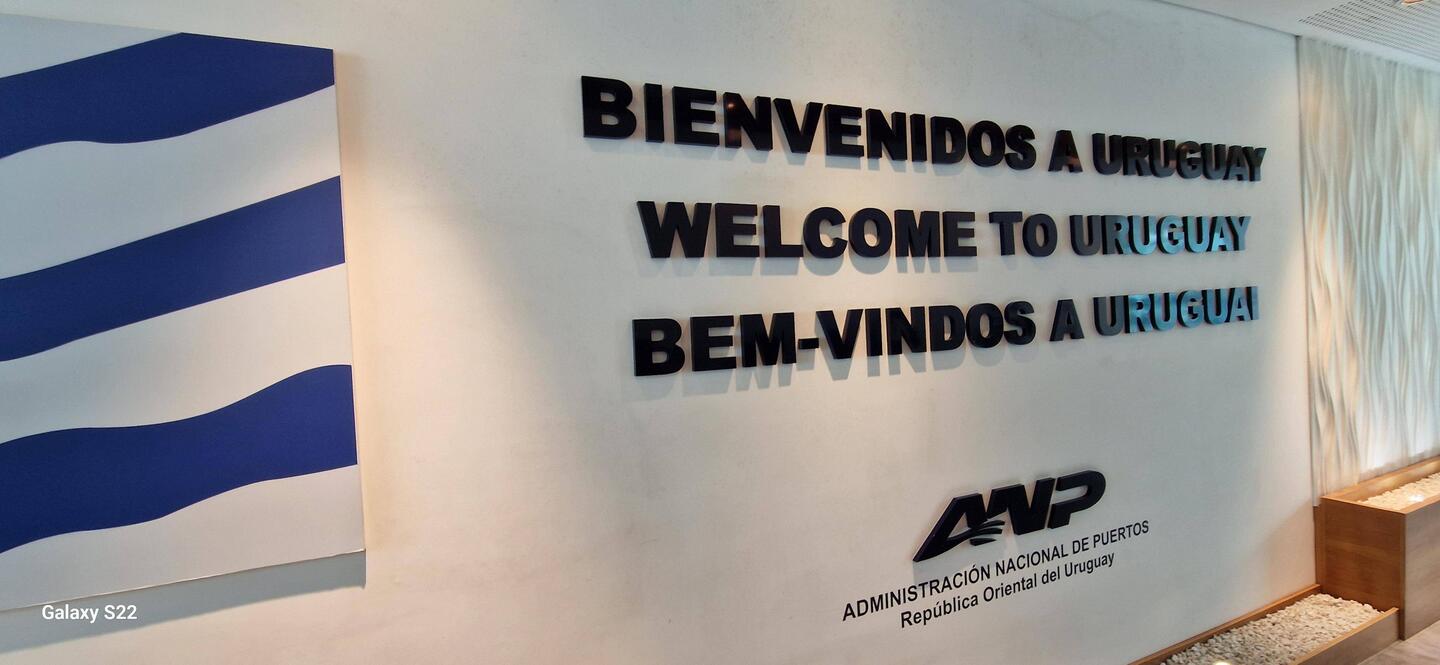 BIENVENIDOS A URUGUAY
WELCOME TO URUGUAY
BEM-VINDOS A URUGUAI
ANP
ADMINISTRACIÓN NACIONAL DE PUERTOS
República Oriental del Uruguay
Galaxy S22